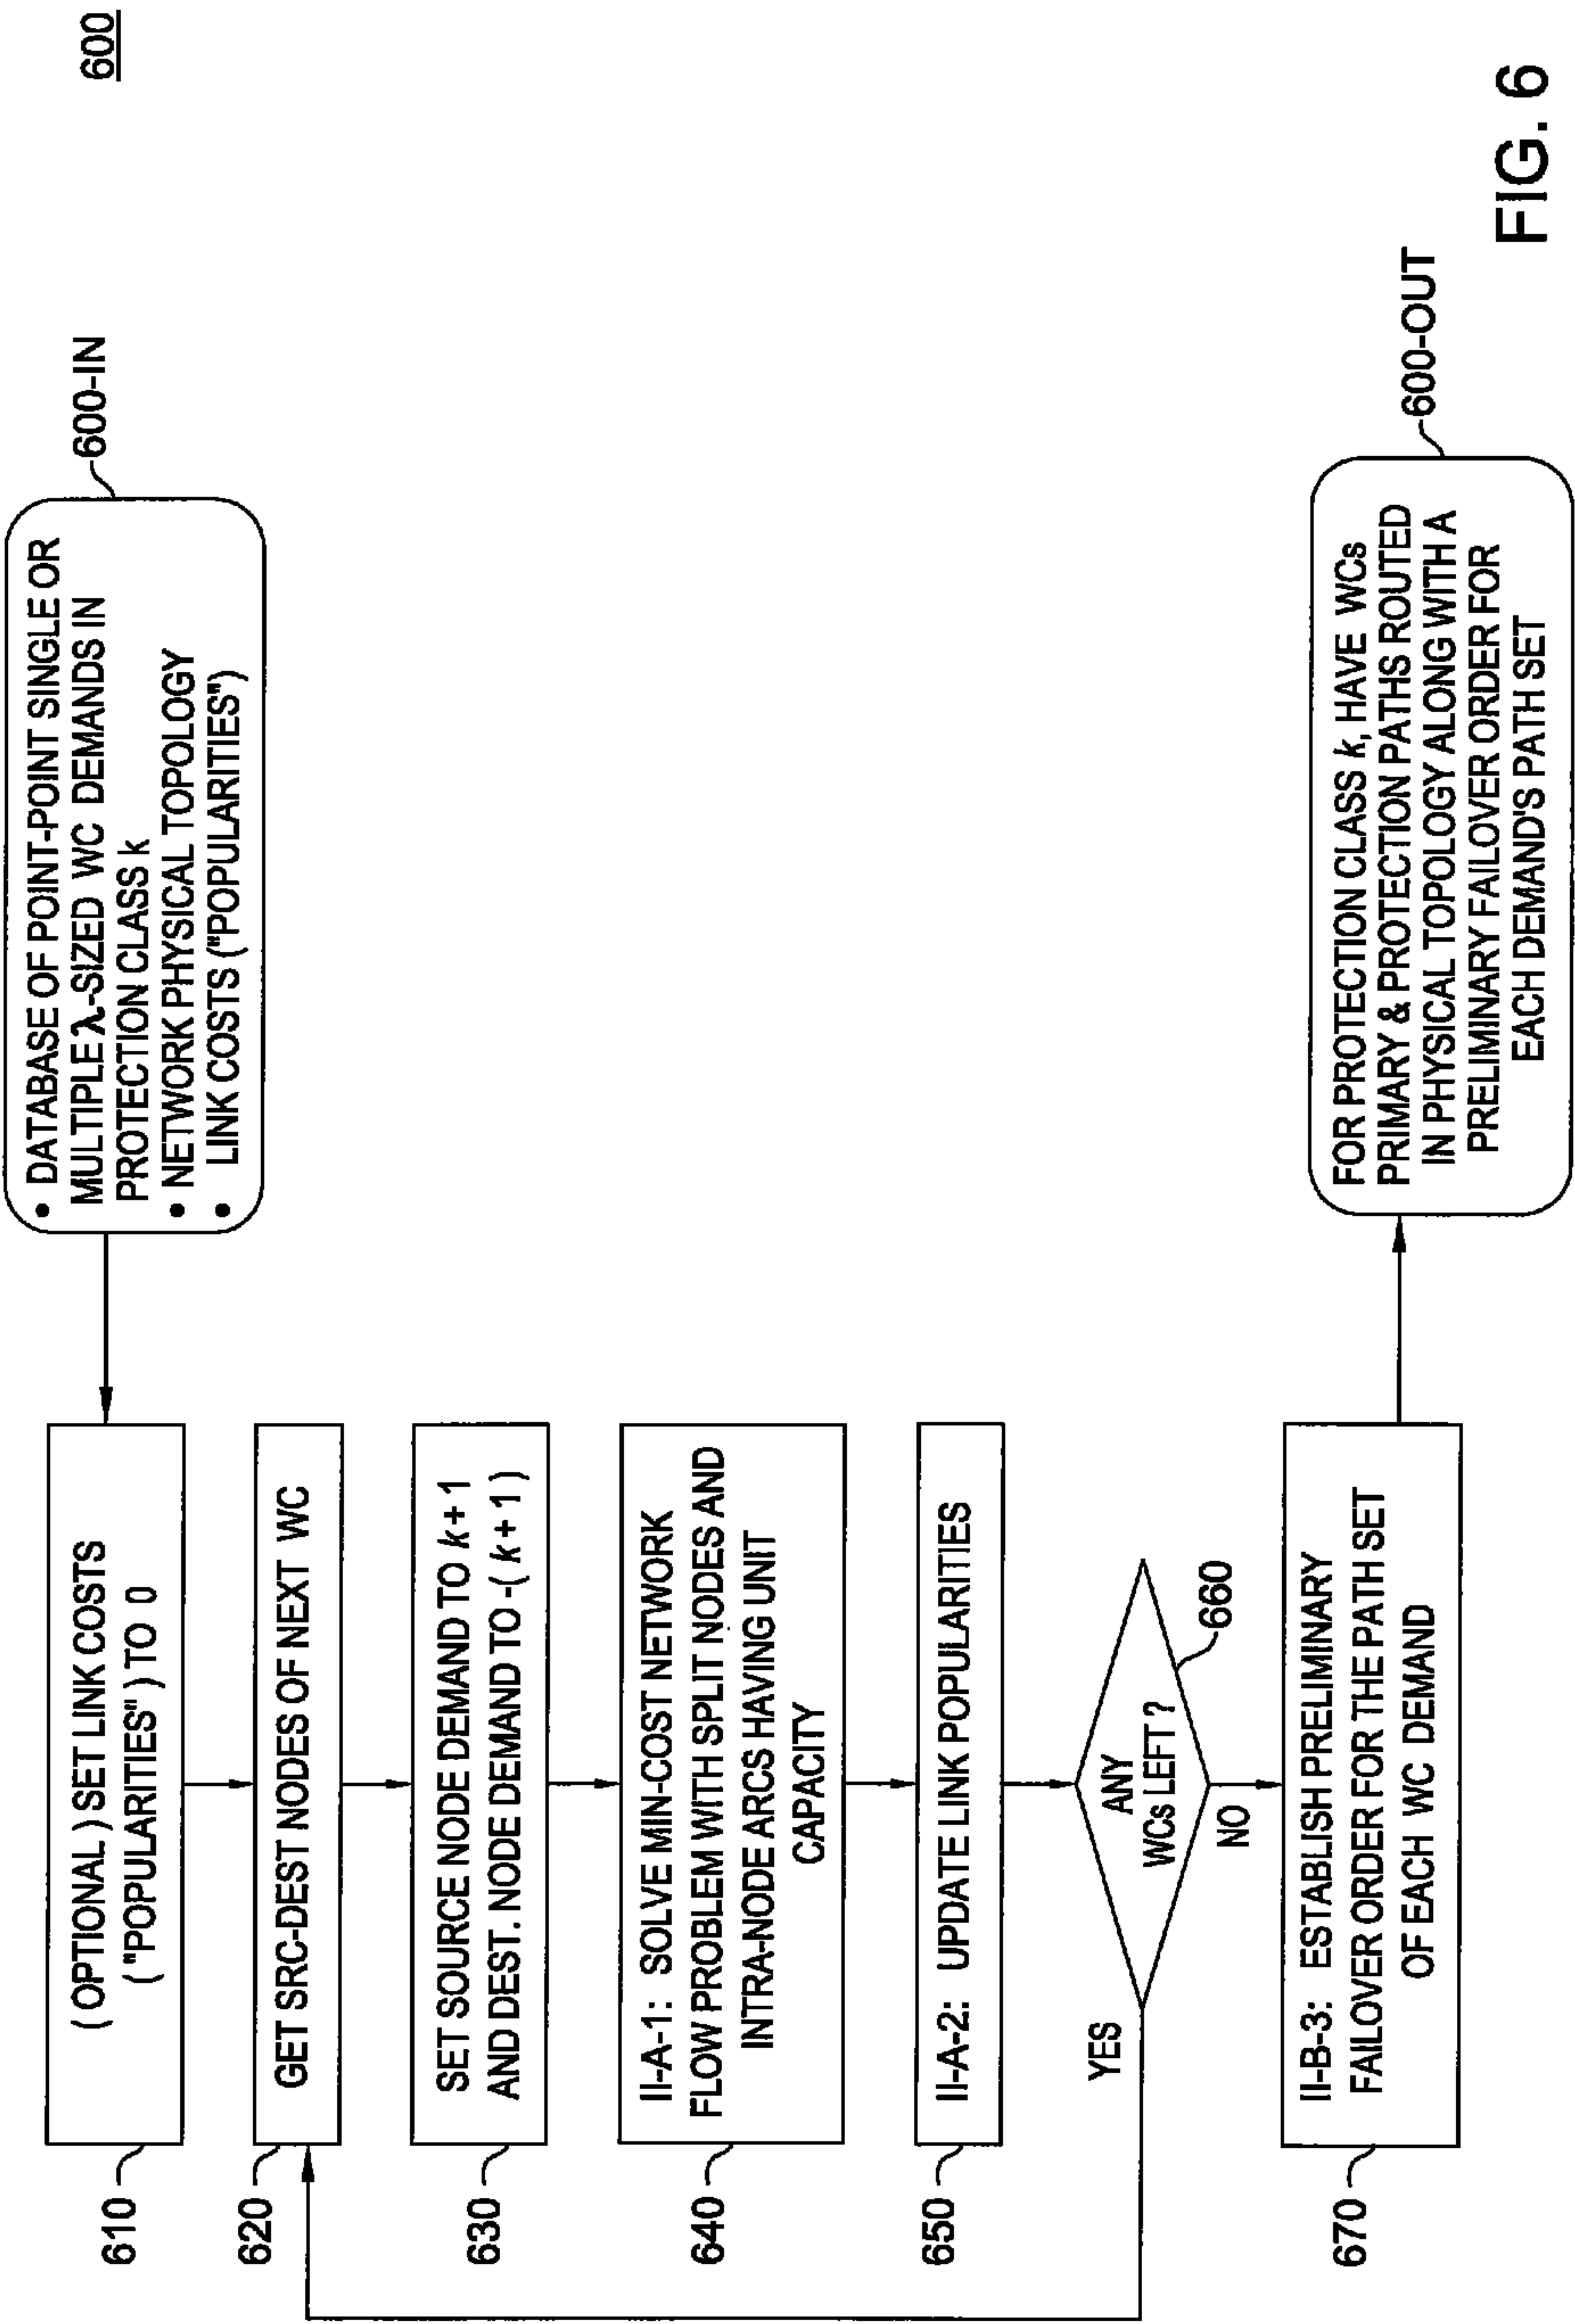 600
600-IN
• DATABASE OF POINT-POINT SINGLE OR
MULTIPLE λ-SIZED WC DEMANDS IN
PROTECTION CLASS k
• NETWORK PHYSICAL TOPOLOGY
• LINK COSTS ("POPULARITIES")
610
( OPTIONAL ) SET LINK COSTS
( "POPULARITIES" ) TO 0
620
GET SRC-DEST NODES OF NEXT WC
630
SET SOURCE NODE DEMAND TO k + 1
AND DEST. NODE DEMAND TO -( k + 1 )
640
II-A-1: SOLVE MIN-COST NETWORK
FLOW PROBLEM WITH SPLIT NODES AND
INTRA-NODE ARCS HAVING UNIT
CAPACITY
650
II-A-2: UPDATE LINK POPULARITIES
YES
ANY
WCs LEFT ?
660
NO
670
II-B-3: ESTABLISH PRELIMINARY
FAILOVER ORDER FOR THE PATH SET
OF EACH WC DEMAND
FOR PROTECTION CLASS k, HAVE WCs
PRIMARY & PROTECTION PATHS ROUTED
IN PHYSICAL TOPOLOGY ALONG WITH A
PRELIMINARY FAILOVER ORDER FOR
EACH DEMAND'S PATH SET
600-OUT
FIG. 6